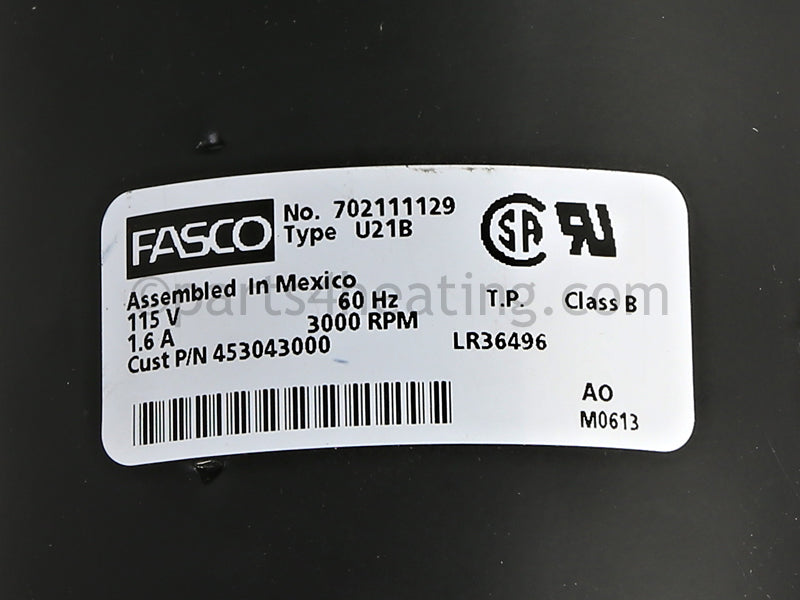 FASCO
No. 702111129
Type U21B
Assembled In Mexico
115 V 60 Hz
1.6 A 3000 RPM
Cust P/N 453043000
T.P. Class B
LR36496
AO
M0613
©parts4heating.com